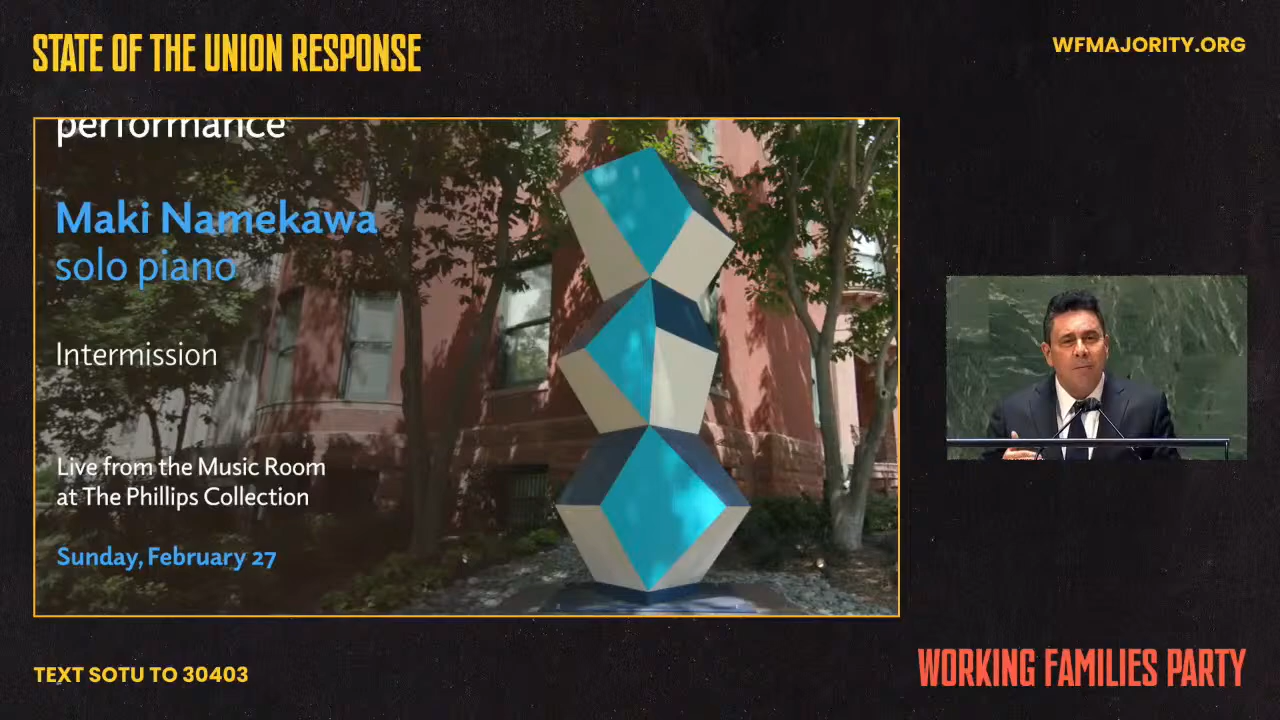 STATE OF THE UNION RESPONSE
WFMAJORITY.ORG
performance
Maki Namekawa
solo piano
Intermission
Live from the Music Room
at The Phillips Collection
Sunday, February 27
TEXT SOTU TO 30403
WORKING FAMILIES PARTY